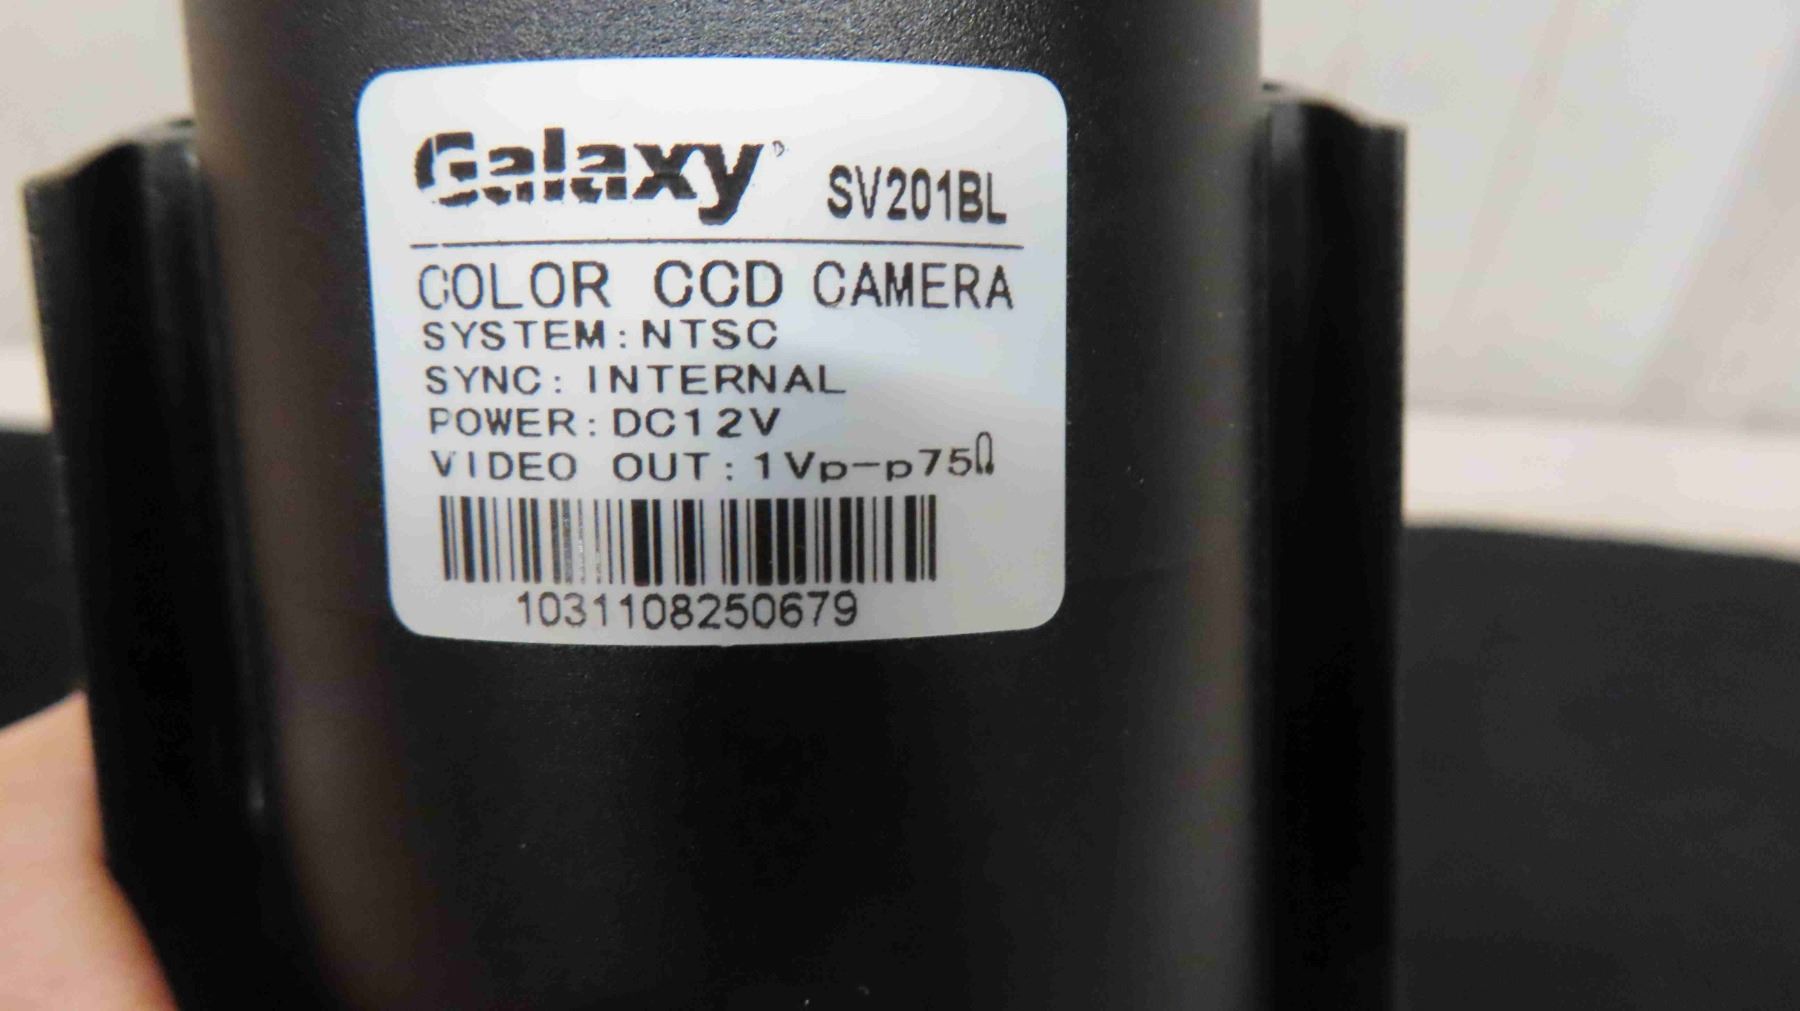 Galaxy® SV201BL
COLOR CCD CAMERA
SYSTEM:NTSC
SYNC: INTERNAL
POWER:DC12V
VIDEO OUT:1Vp-p75Ω
1031108250679